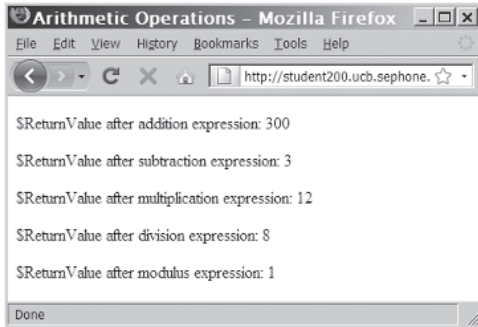 Arithmetic Operations - Mozilla Firefox
File Edit View History Bookmarks Tools Help
http://student200.ucb.sephone.
$ReturnValue after addition expression: 300
$ReturnValue after subtraction expression: 3
$ReturnValue after multiplication expression: 12
$ReturnValue after division expression: 8
$ReturnValue after modulus expression: 1
Done